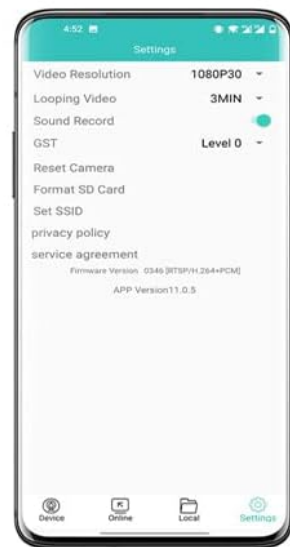 4:52
Settings
Video Resolution 1080P30
Looping Video 3MIN
Sound Record
GST Level 0
Reset Camera
Format SD Card
Set SSID
privacy policy
service agreement
Firmware Version 0346 [RTSP/H.264+PCM]
APP Version11.0.5
Device Online Local Settings